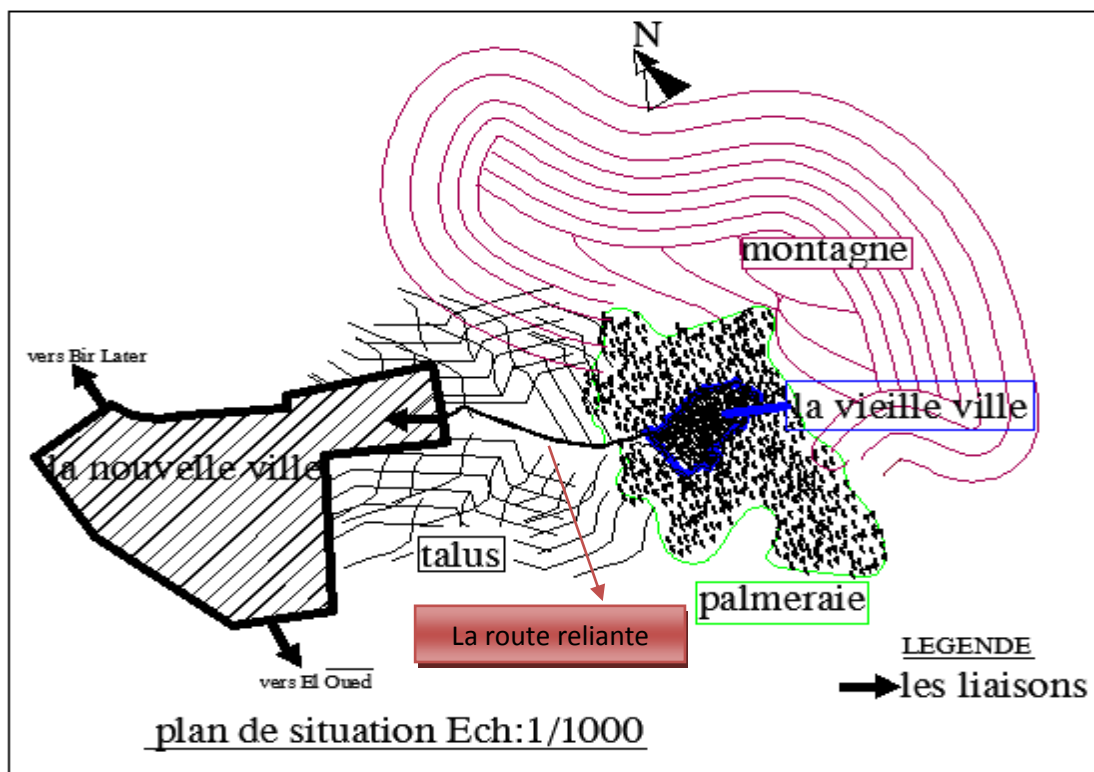 N
montagne
vers Bir Later
la vieille ville
la nouvelle ville
talus
palmeraie
La route reliante
LEGENDE
les liaisons
vers El Oued
plan de situation Ech:1/1000